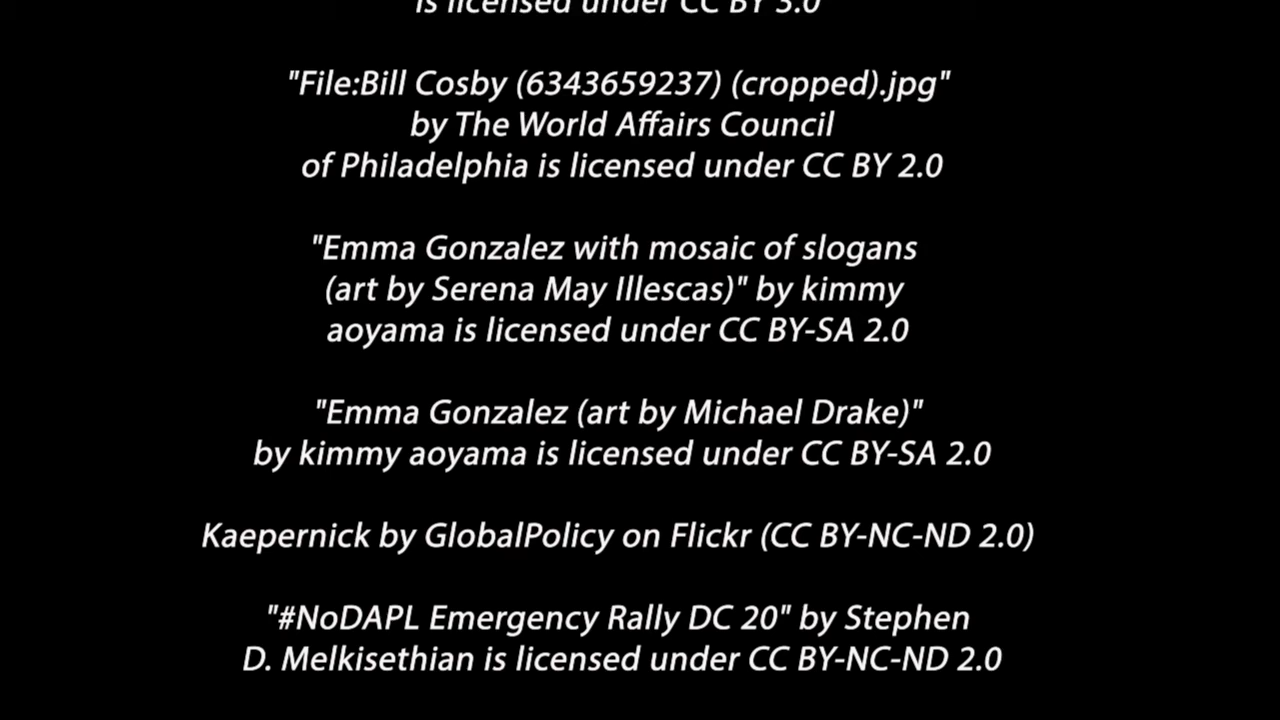 is licensed under CC BY 3.0
"File:Bill Cosby (6343659237) (cropped).jpg"
by The World Affairs Council
of Philadelphia is licensed under CC BY 2.0
"Emma Gonzalez with mosaic of slogans
(art by Serena May Illescas)" by kimmy
aoyama is licensed under CC BY-SA 2.0
"Emma Gonzalez (art by Michael Drake)"
by kimmy aoyama is licensed under CC BY-SA 2.0
Kaepernick by GlobalPolicy on Flickr (CC BY-NC-ND 2.0)
"#NoDAPL Emergency Rally DC 20" by Stephen
D. Melkisethian is licensed under CC BY-NC-ND 2.0